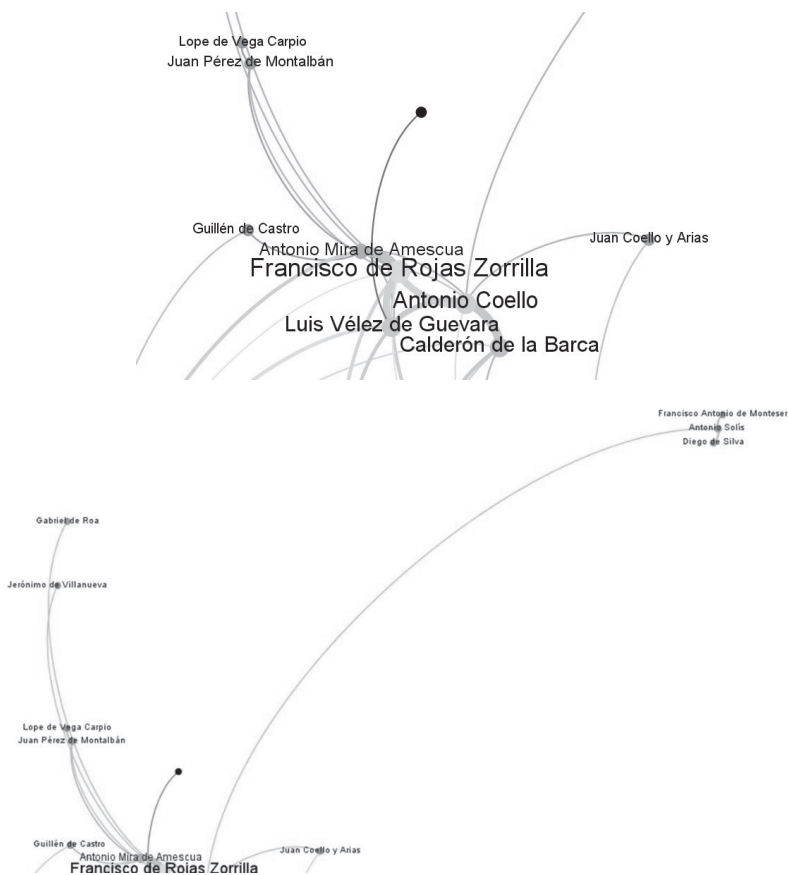 Lope de Vega Carpio
Juan Pérez de Montalbán
Guillén de Castro
Juan Coello y Arias
Antonio Mira de Amescua
Francisco de Rojas Zorrilla
Antonio Coello
Luis Vélez de Guevara
Calderón de la Barca
Francisco Antonio de Monteser
Antonio Solís
Diego de Silva
Gabriel de Roa
Jerónimo de Villanueva
Lope de Vega Carpio
Juan Pérez de Montalbán
Guillén de Castro
Juan Coello y Arias
Antonio Mira de Amescua
Francisco de Rojas Zorrilla